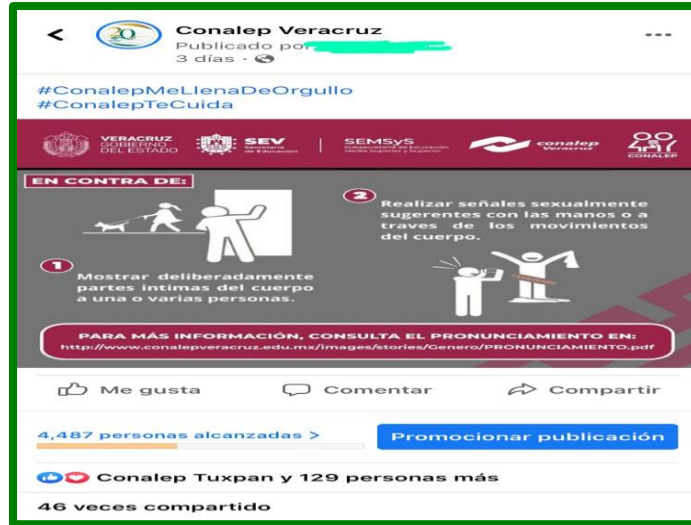 Conalep Veracruz
Publicado por
3 días ·
#ConalepMeLlenaDeOrgullo
#ConalepTeCuida
VERACRUZ
GOBIERNO
DEL ESTADO
SEV
Secretaría
de Educación
SEMSyS
Subsecretaría de Educación
Media Superior y Superior
conalep
Veracruz
CONALEP
EN CONTRA DE:
1
Mostrar deliberadamente
partes intimas del cuerpo
a una o varias personas.
2
Realizar señales sexualmente
sugerentes con las manos o a
traves de los movimientos
del cuerpo.
PARA MÁS INFORMACIÓN, CONSULTA EL PRONUNCIAMIENTO EN:
http://www.conalepveracruz.edu.mx/images/stories/Genero/PRONUNCIAMIENTO.pdf
Me gusta
Comentar
Compartir
4,487 personas alcanzadas >
Promocionar publicación
Conalep Tuxpan y 129 personas más
46 veces compartido